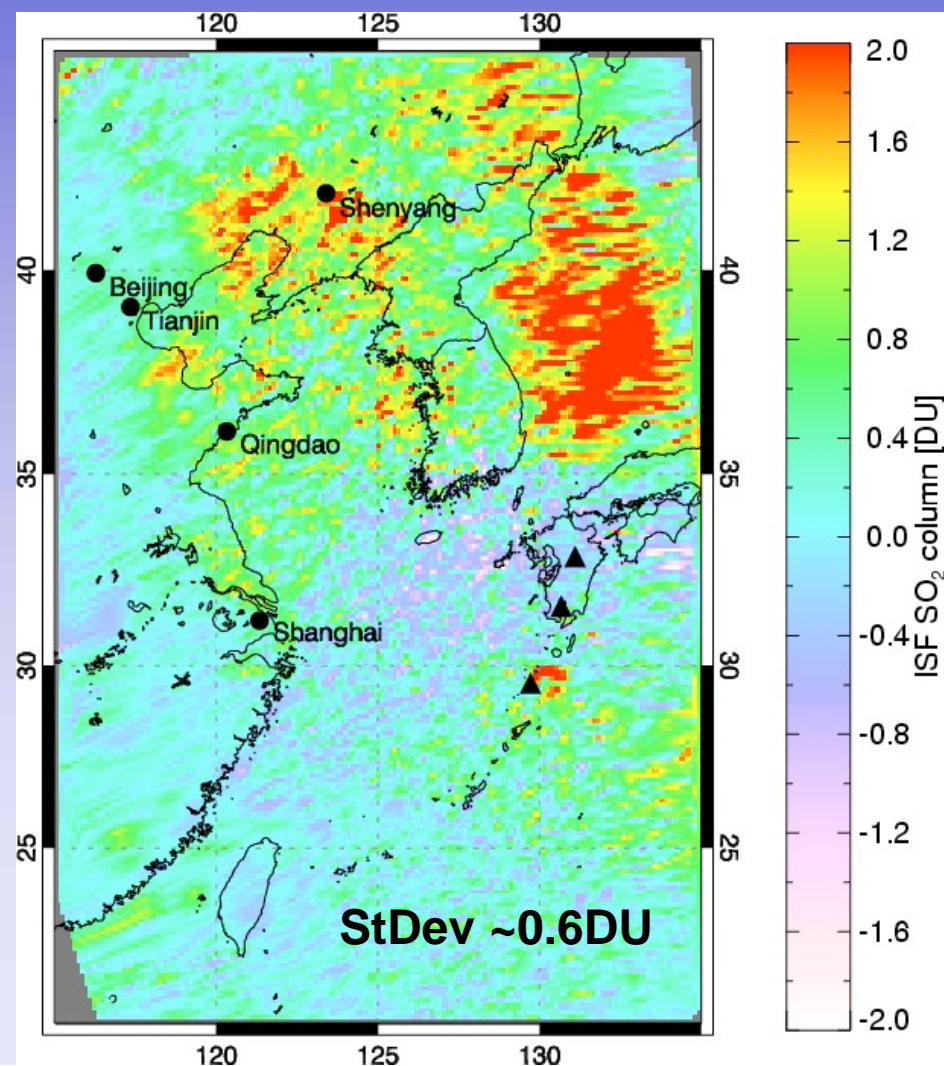 120 125 130
2.0
1.6
Shenyang
1.2
40 40
Beijing
Tianjin
0.8
Qingdao
0.4
35 35
0.0
ISF SO₂ column [DU]
Shanghai
-0.4
30 30
-0.8
-1.2
25 25
StDev ~0.6DU
-1.6
-2.0
120 125 130